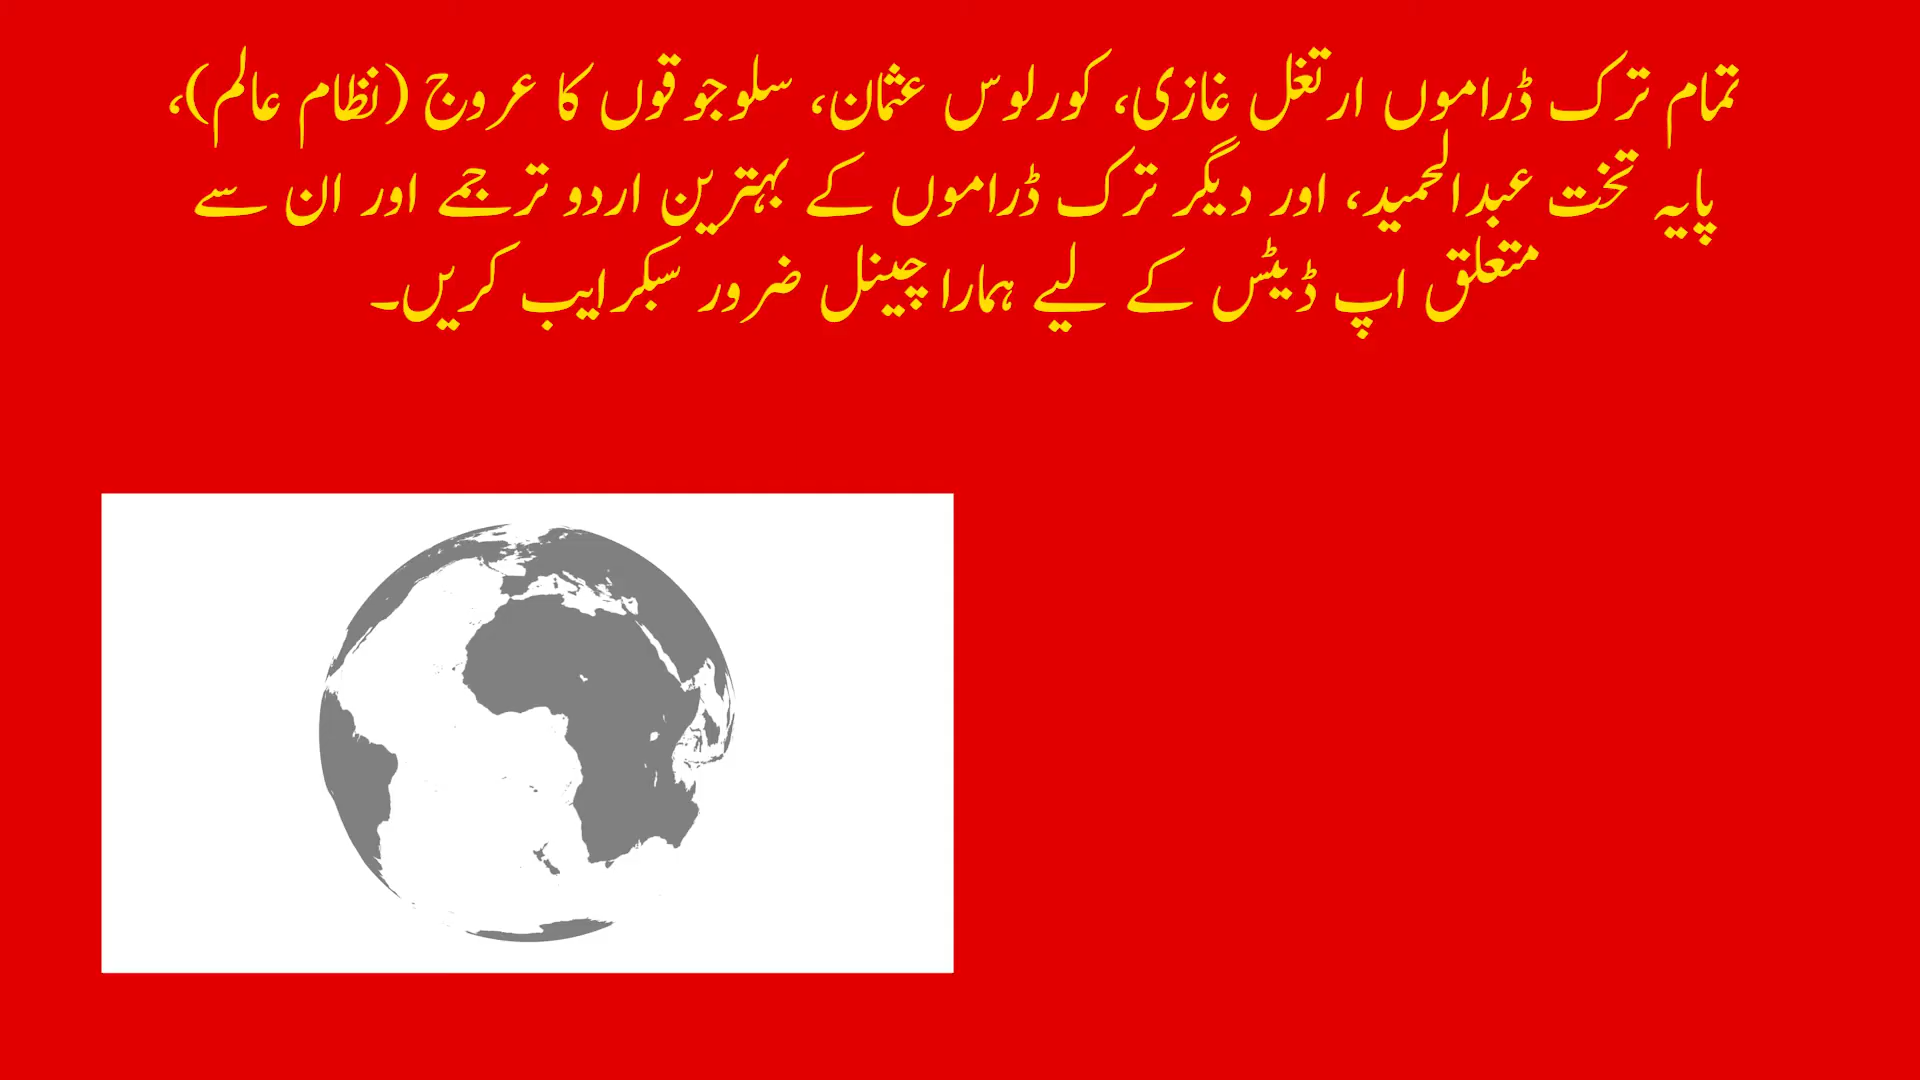 تمام ترک ڈراموں ارتغل غازی، کورلوس عثمان، سلوجوقوں کا عروج (نظام عالم)،
پایہ تخت عبدالحمید، اور دیگر ترک ڈراموں کے بہترین اردو ترجمے اور ان سے
متعلق اپ ڈیٹس کے لیے ہمارا چینل ضرور سبکرایب کریں۔